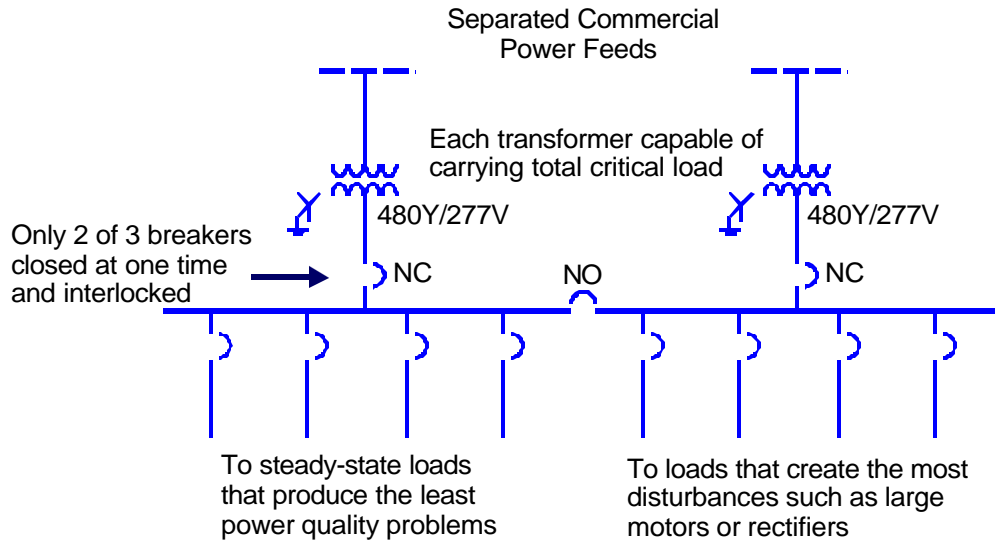 Separated Commercial
Power Feeds
Each transformer capable of
carrying total critical load
480Y/277V
480Y/277V
Only 2 of 3 breakers
closed at one time
and interlocked
NC
NO
NC
To steady-state loads
that produce the least
power quality problems
To loads that create the most
disturbances such as large
motors or rectifiers